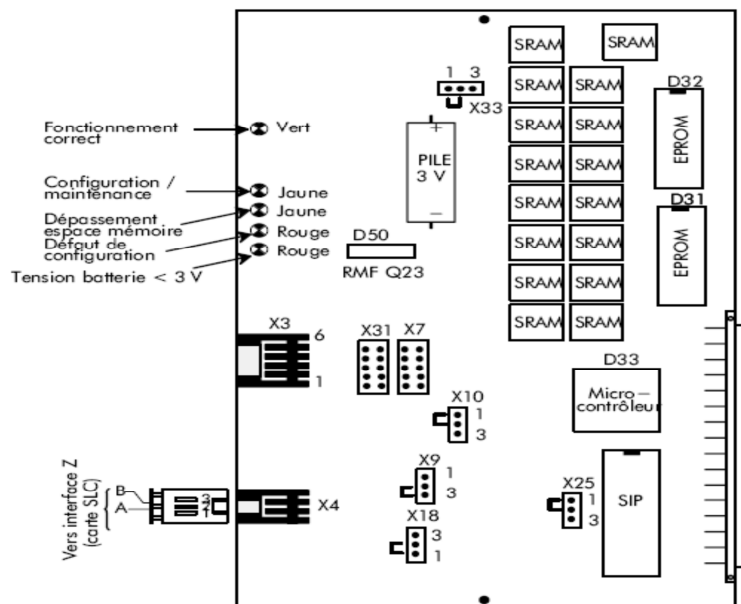 SRAM SRAM
1 3
X33
SRAM SRAM
D32
EPROM
Fonctionnement
correct
Vert
SRAM SRAM
PILE
3 V
+
−
SRAM SRAM
Configuration /
maintenance
Jaune
Dépassement
espace mémoire
Jaune
SRAM SRAM
D31
EPROM
Défaut de
configuration
Rouge
Tension batterie < 3 V
Rouge
D50
RMF Q23
SRAM SRAM
SRAM SRAM
SRAM SRAM
X3
6
1
X31 X7
D33
Micro-
contrôleur
X10
1
3
X9
1
3
X25
1
3
SIP
Vers interface Z
(carte SLC)
B
A
3
2
1
X4
X18
3
1